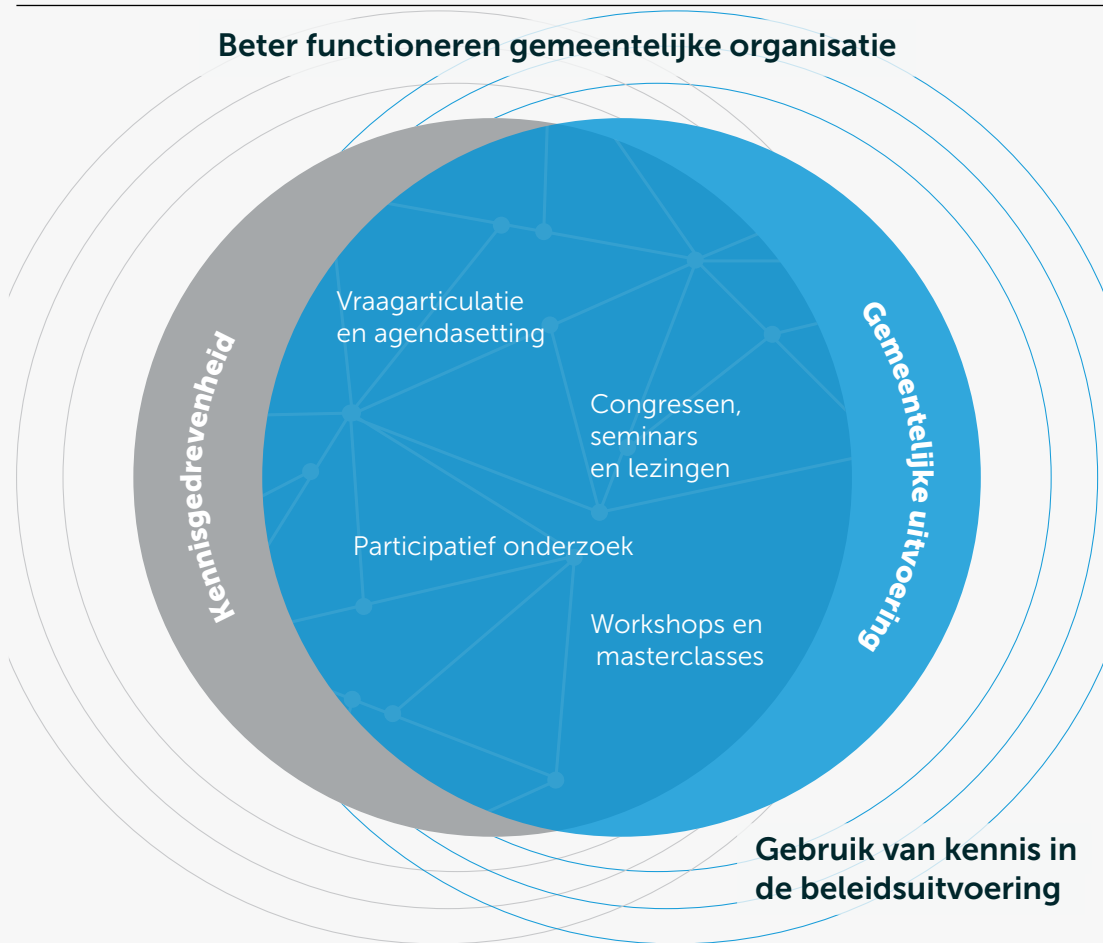 Beter functioneren gemeentelijke organisatie
Kennisgedrevenheid
Vraagarticulatie
en agendasetting
Congressen,
seminars
en lezingen
Participatief onderzoek
Workshops en
masterclasses
Gemeentelijke uitvoering
Gebruik van kennis in
de beleidsuitvoering